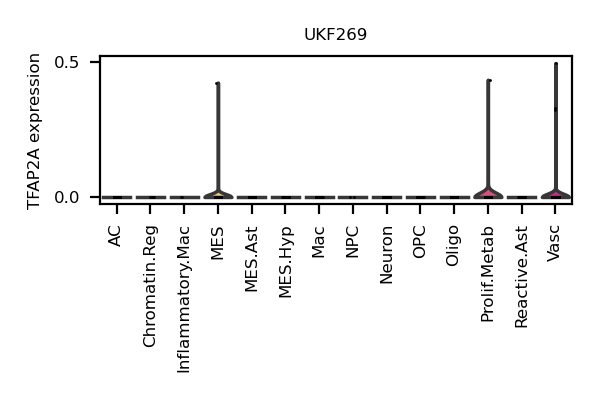 UKF269
TFAP2A expression
0.5
0.0
AC
Chromatin.Reg
Inflammatory.Mac
MES
MES.Ast
MES.Hyp
Mac
NPC
Neuron
OPC
Oligo
Prolif.Metab
Reactive.Ast
Vasc